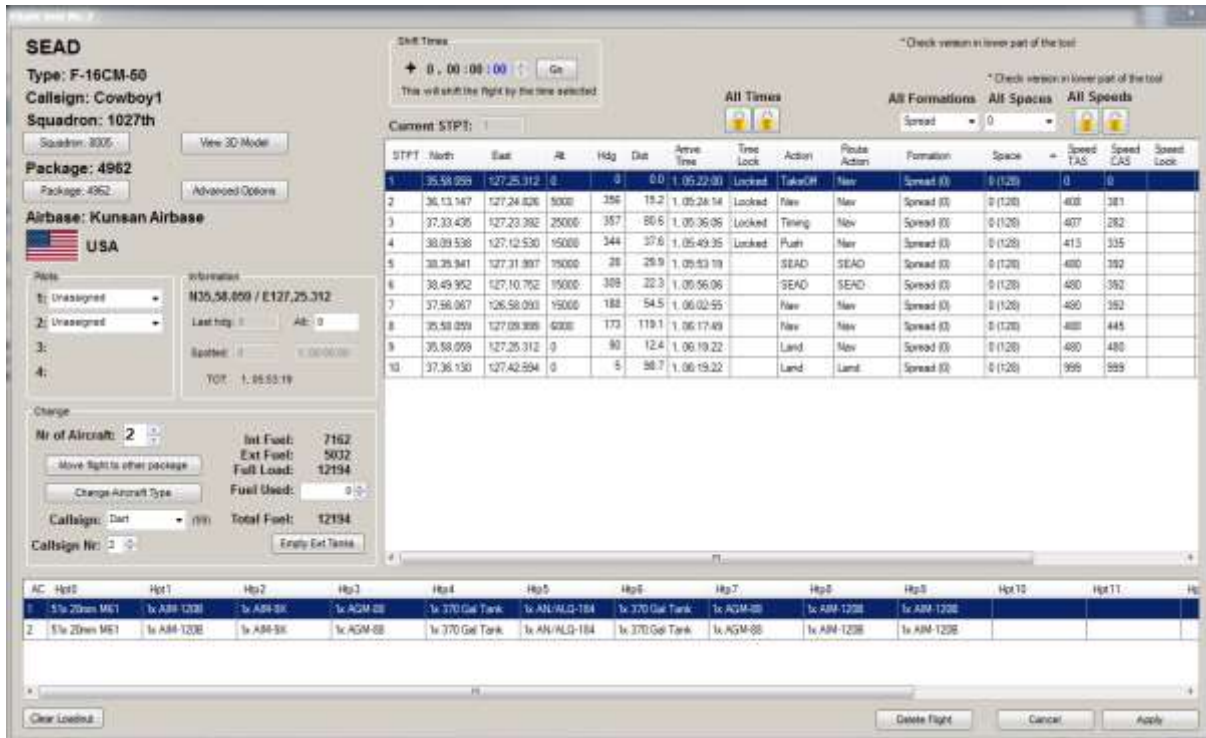 SEAD
Type: F-16CM-50
Callsign: Cowboy1
Squadron: 1027th
Squadron: 3005
View 3D Model
Package: 4962
Package: 4962
Advanced Options
Airbase: Kunsan Airbase
USA
Pilots
1: Unassigned
2: Unassigned
3:
4:
Information
N35,58.059 / E127,25.312
Last hdg:
Alt: 0
Spotted:
TOT: 1. 05:53:19
Change
Nr of Aircraft: 2
Move flight to other package
Change Aircraft Type
Callsign: Dart
Callsign Nr:
Int Fuel: 7162
Ext Fuel: 5032
Full Load: 12194
Fuel Used: 0
Total Fuel: 12194
Empty Ext Tanks
Shift Times
+ 0 . 00 :00 :00 Go
This will shift the flight by the time selected
Current STPT:
* Check version in lower part of the tool
* Check version in lower part of the tool
All Times
All Formations All Spaces All Speeds
Spread 0
STPT North East Alt Hdg Dist Arrive Time Time Lock Action Route Action Formation Space Speed TAS Speed CAS Speed Lock
1 35.58.059 127.25.312 0 0 0.0 1. 05:22:00 Locked TakeOff Nav Spread (0) 0 (128) 0 0
2 36.13.147 127.24.826 5000 356 15.2 1. 05:24:14 Locked Nav Nav Spread (0) 0 (128) 408 381
3 37.33.435 127.23.382 25000 357 80.6 1. 05:36:06 Locked Timing Nav Spread (0) 0 (128) 407 282
4 38.09.538 127.12.530 15000 344 37.6 1. 05:49:35 Locked Push Nav Spread (0) 0 (128) 413 335
5 38.35.941 127.31.997 15000 28 1. 05:53:19 SEAD SEAD Spread (0) 0 (128) 480 392
6 38.49.952 127.10.762 15000 309 22.3 1. 05:56:06 SEAD SEAD Spread (0) 0 (128) 480 392
7 37.56.067 126.58.093 15000 188 54.5 1. 06:02:55 Nav Nav Spread (0) 0 (128) 480 392
8 35.58.059 127.09.999 6000 173 119.1 1. 06:17:49 Nav Nav Spread (0) 0 (128) 480 445
9 35.58.059 127.25.312 0 90 12.4 1. 06:19:22 Land Nav Spread (0) 0 (128) 480 480
10 37.36.130 127.42.594 0 98.7 1. 06:19:22 Land Land Spread (0) 0 (128) 999 999
AC Hpt0 Hpt1 Hpt2 Hpt3 Hpt4 Hpt5 Hpt6 Hpt7 Hpt8 Hpt9 Hpt10 Hpt11
1 51x 20mm M61 1x AIM-120B 1x AIM-9X 1x AGM-88 1x 370 Gal Tank 1x AN/ALQ-184 1x 370 Gal Tank 1x AGM-88 1x AIM-120B 1x AIM-120B
2 51x 20mm M61 1x AIM-120B 1x AIM-9X 1x AGM-88 1x 370 Gal Tank 1x AN/ALQ-184 1x 370 Gal Tank 1x AGM-88 1x AIM-120B 1x AIM-120B
Clear Loadout
Delete Flight
Cancel
Apply